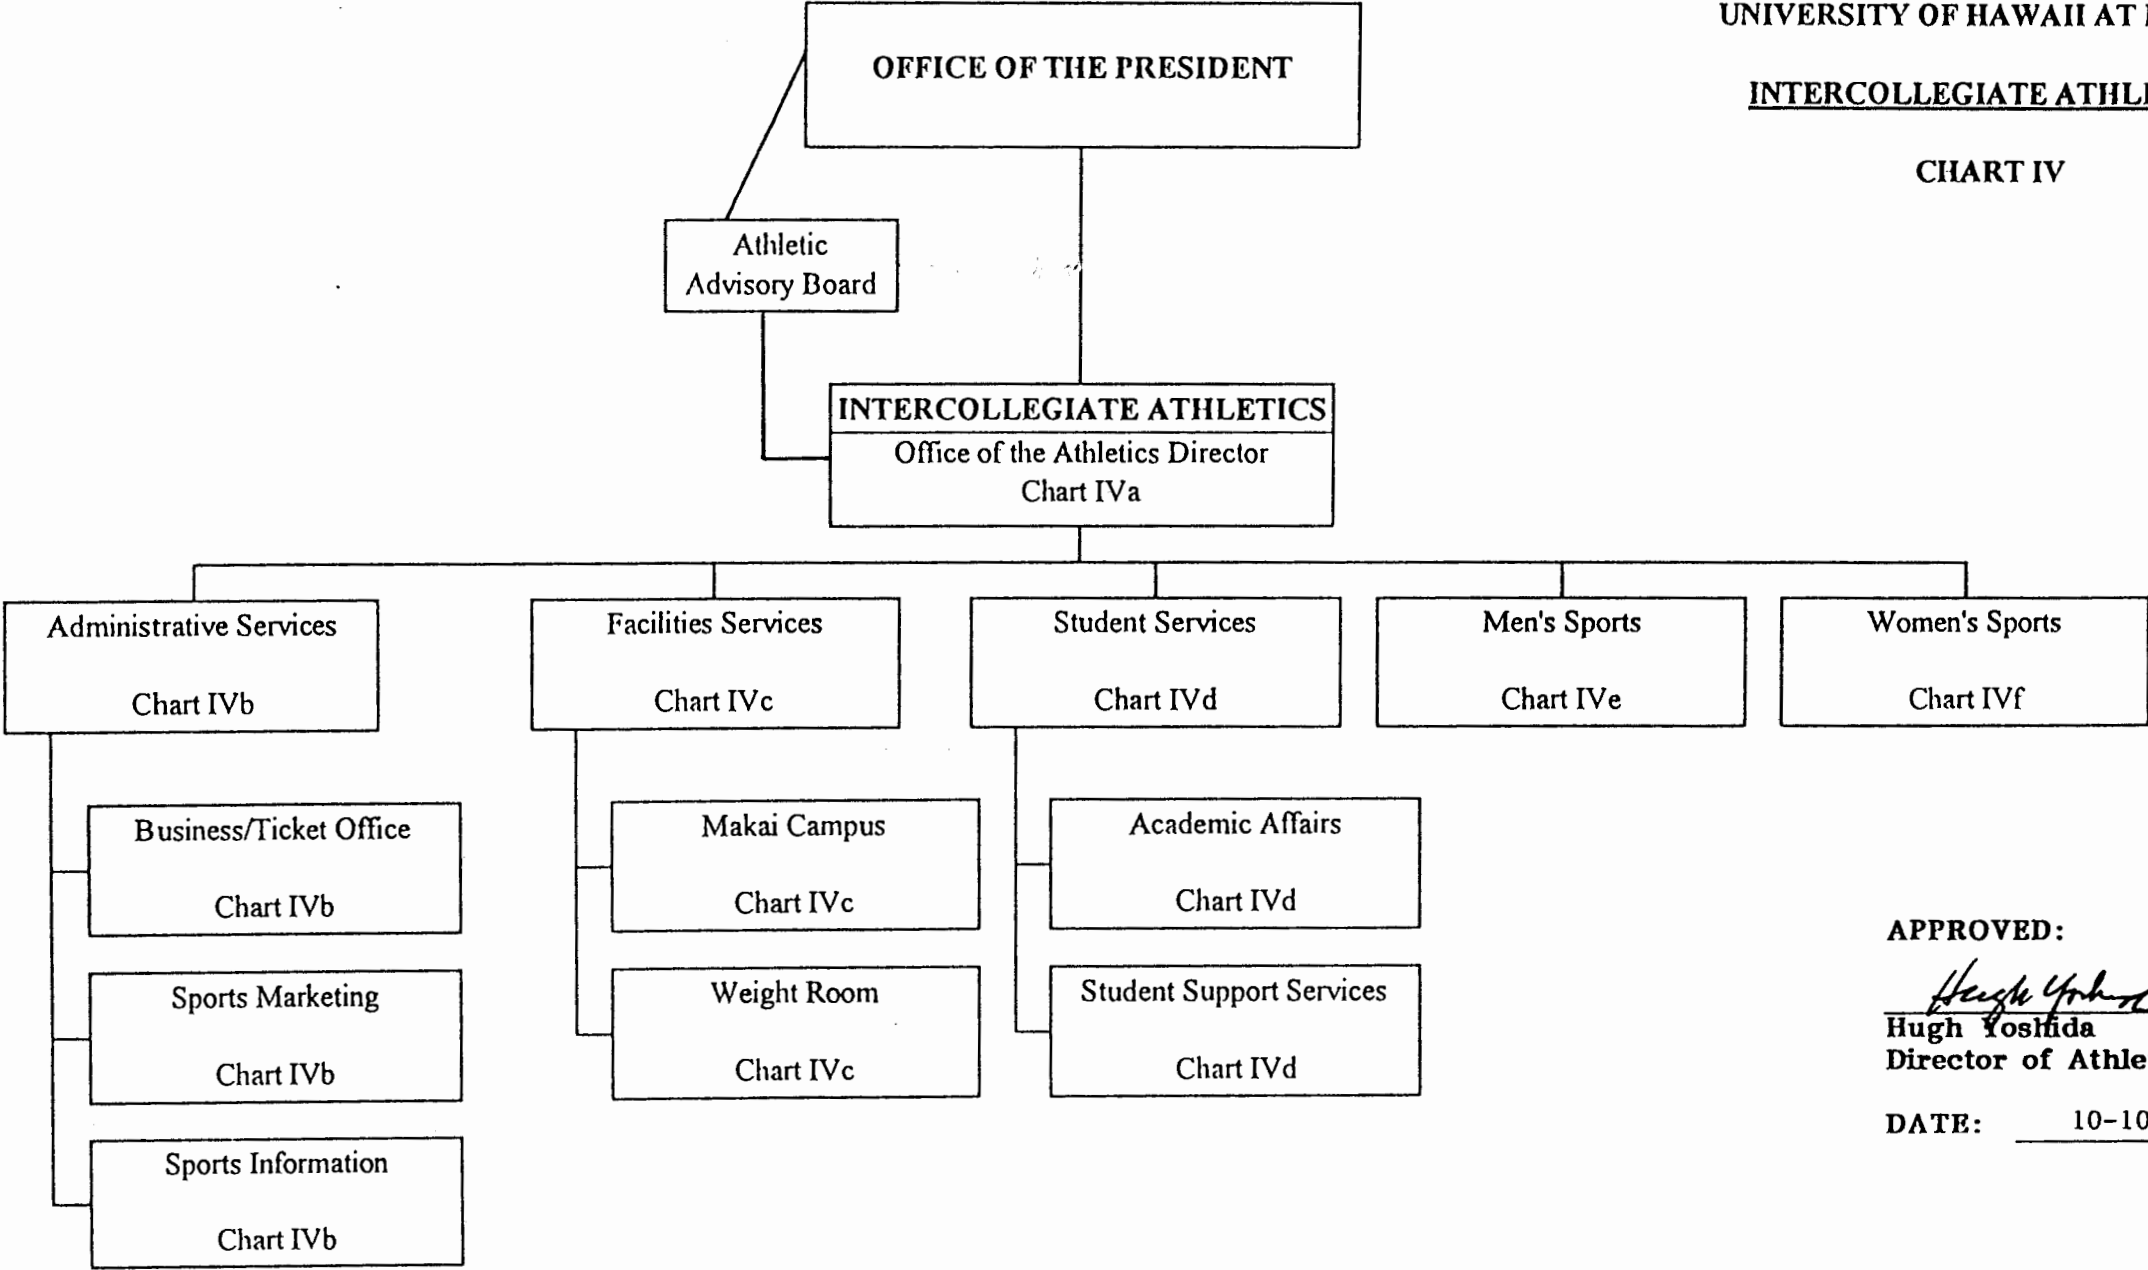 UNIVERSITY OF HAWAII AT
INTERCOLLEGIATE ATHL
CHART IV
OFFICE OF THE PRESIDENT
Athletic
Advisory Board
INTERCOLLEGIATE ATHLETICS
Office of the Athletics Director
Chart IVa
Administrative Services
Chart IVb
Facilities Services
Chart IVc
Student Services
Chart IVd
Men's Sports
Chart IVe
Women's Sports
Chart IVf
Business/Ticket Office
Chart IVb
Sports Marketing
Chart IVb
Sports Information
Chart IVb
Makai Campus
Chart IVc
Weight Room
Chart IVc
Academic Affairs
Chart IVd
Student Support Services
Chart IVd
APPROVED:
Hugh Yoshida
Director of Athle
DATE: 10-10